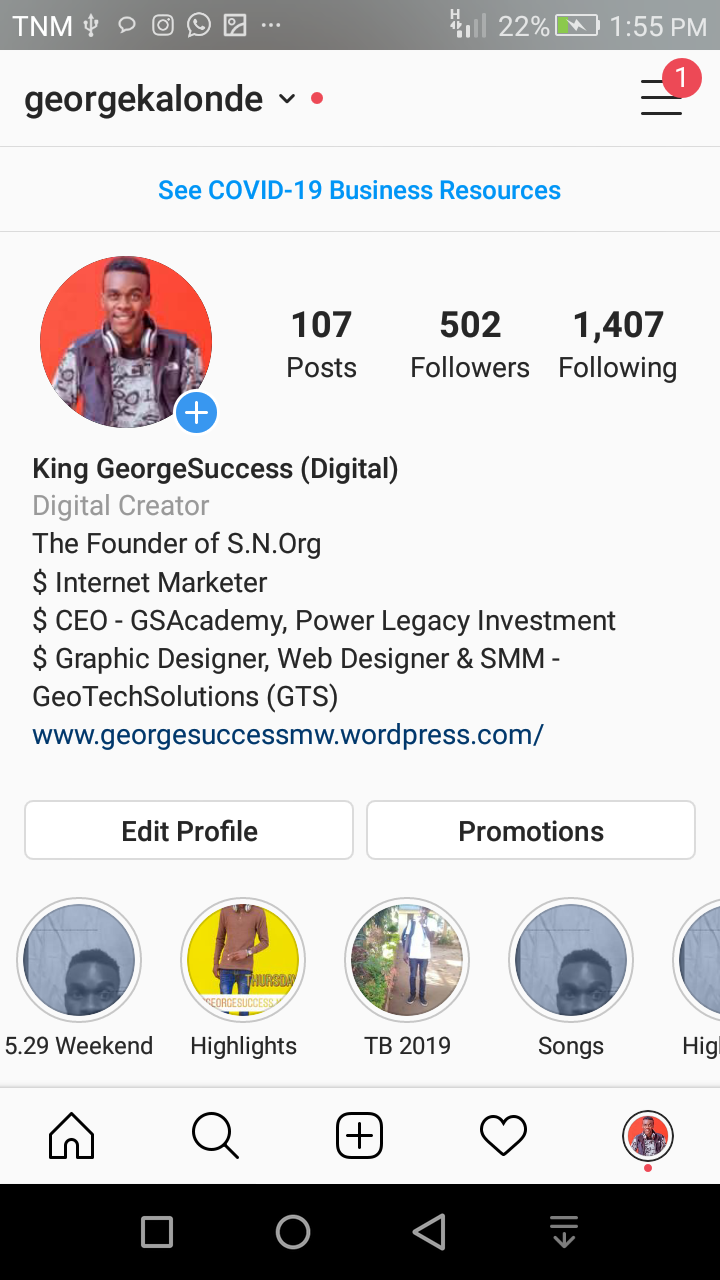 TNM H 22% 1:55 PM
georgekalonde 1
See COVID-19 Business Resources
107 502 1,407
Posts Followers Following
King GeorgeSuccess (Digital)
Digital Creator
The Founder of S.N.Org
$ Internet Marketer
$ CEO - GSAcademy, Power Legacy Investment
$ Graphic Designer, Web Designer & SMM -
GeoTechSolutions (GTS)
www.georgesuccessmw.wordpress.com/
Edit Profile Promotions
THURSDAY
5.29 Weekend Highlights TB 2019 Songs High